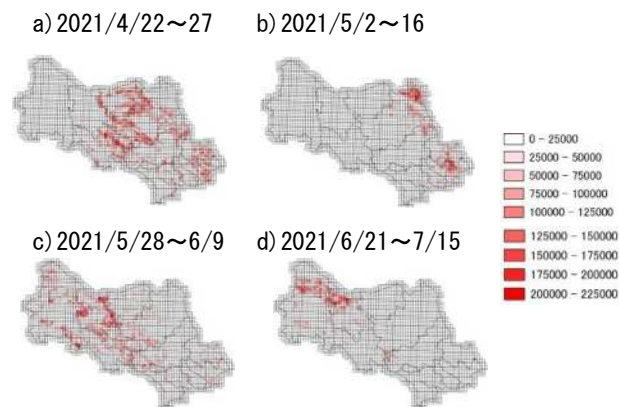 a) 2021/4/22～27
b) 2021/5/2～16
0 - 25000
25000 - 50000
50000 - 75000
75000 - 100000
100000 - 125000
125000 - 150000
150000 - 175000
175000 - 200000
200000 - 225000
c) 2021/5/28～6/9
d) 2021/6/21～7/15